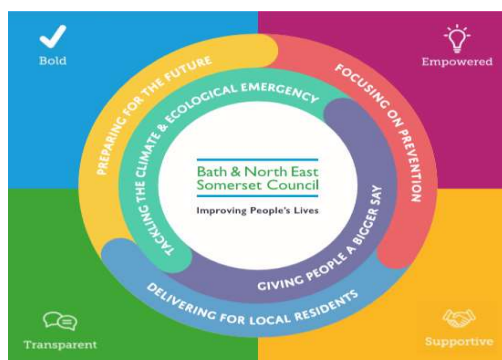 Bold
Empowered
PREPARING FOR THE FUTURE
FOCUSING ON PREVENTION
TACKLING THE CLIMATE & ECOLOGICAL EMERGENCY
Bath & North East
Somerset Council
Improving People's Lives
GIVING PEOPLE A BIGGER SAY
DELIVERING FOR LOCAL RESIDENTS
Transparent
Supportive